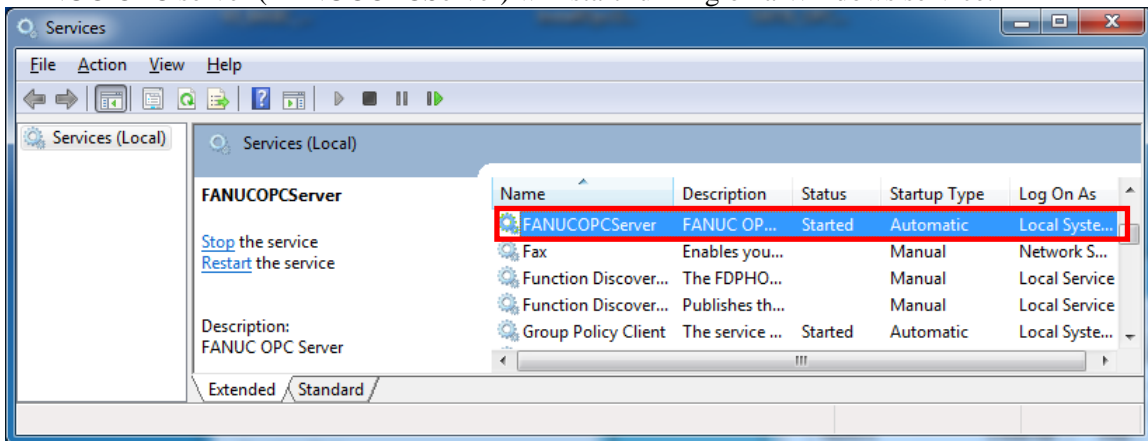 Services
File Action View Help
Services (Local)
Services (Local)
FANUCOPCServer
Stop the service
Restart the service
Description:
FANUC OPC Server
Name Description Status Startup Type Log On As
FANUCOPCServer FANUC OP... Started Automatic Local Syste...
Fax Enables you... Manual Network S...
Function Discover... The FDPHO... Manual Local Service
Function Discover... Publishes th... Manual Local Service
Group Policy Client The service ... Started Automatic Local Syste...
Extended Standard